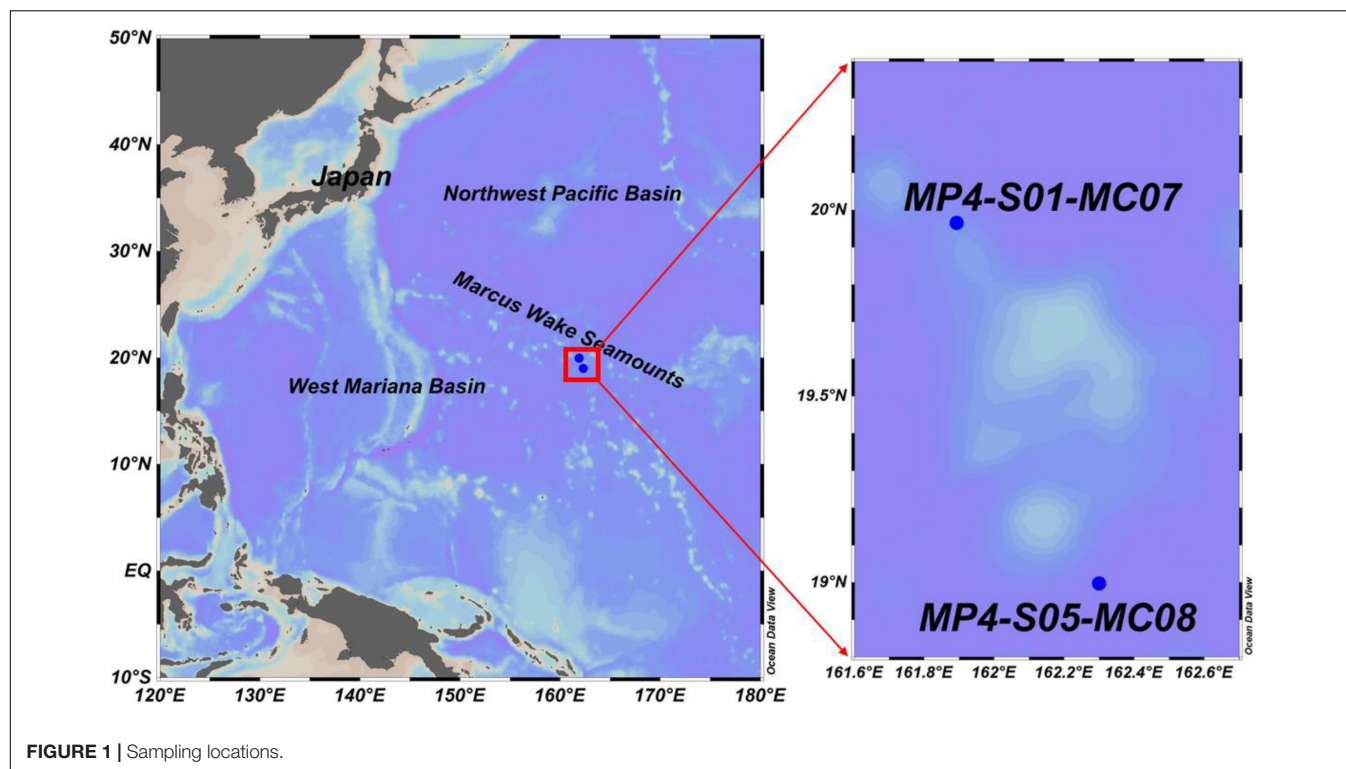 50°N
40°N
30°N
20°N
10°N
EQ
10°S
120°E 130°E 140°E 150°E 160°E 170°E 180°E
Japan
Northwest Pacific Basin
Marcus Wake Seamounts
West Mariana Basin
Ocean Data View
20°N
19.5°N
19°N
161.6°E 161.8°E 162°E 162.2°E 162.4°E 162.6°E
MP4-S01-MC07
MP4-S05-MC08
Ocean Data View
FIGURE 1 | Sampling locations.